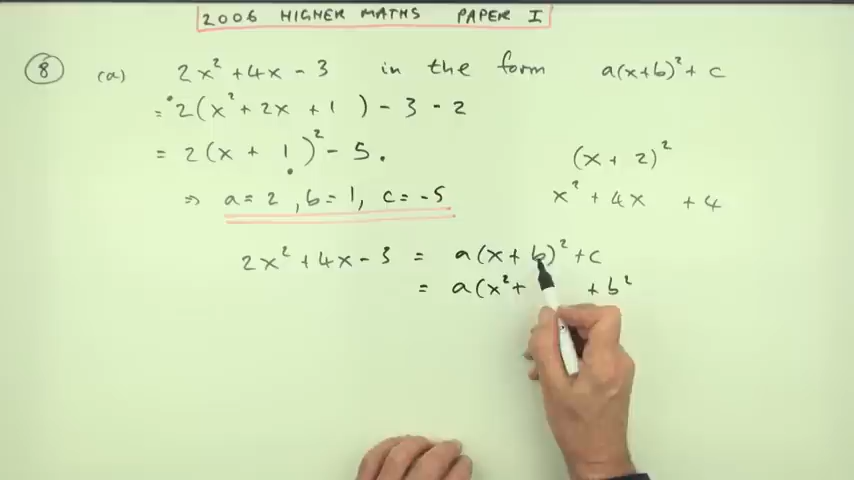 2006 HIGHER MATHS PAPER I
8 (a) 2x² + 4x - 3 in the form a(x+b)² + c
= 2(x² + 2x + 1 ) - 3 - 2
= 2(x + 1)² - 5.
(x + 2)²
⇒ a = 2, b = 1, c = -5
x² + 4x + 4
2x² + 4x - 3 = a(x + b)² + c
= a(x² + + b²